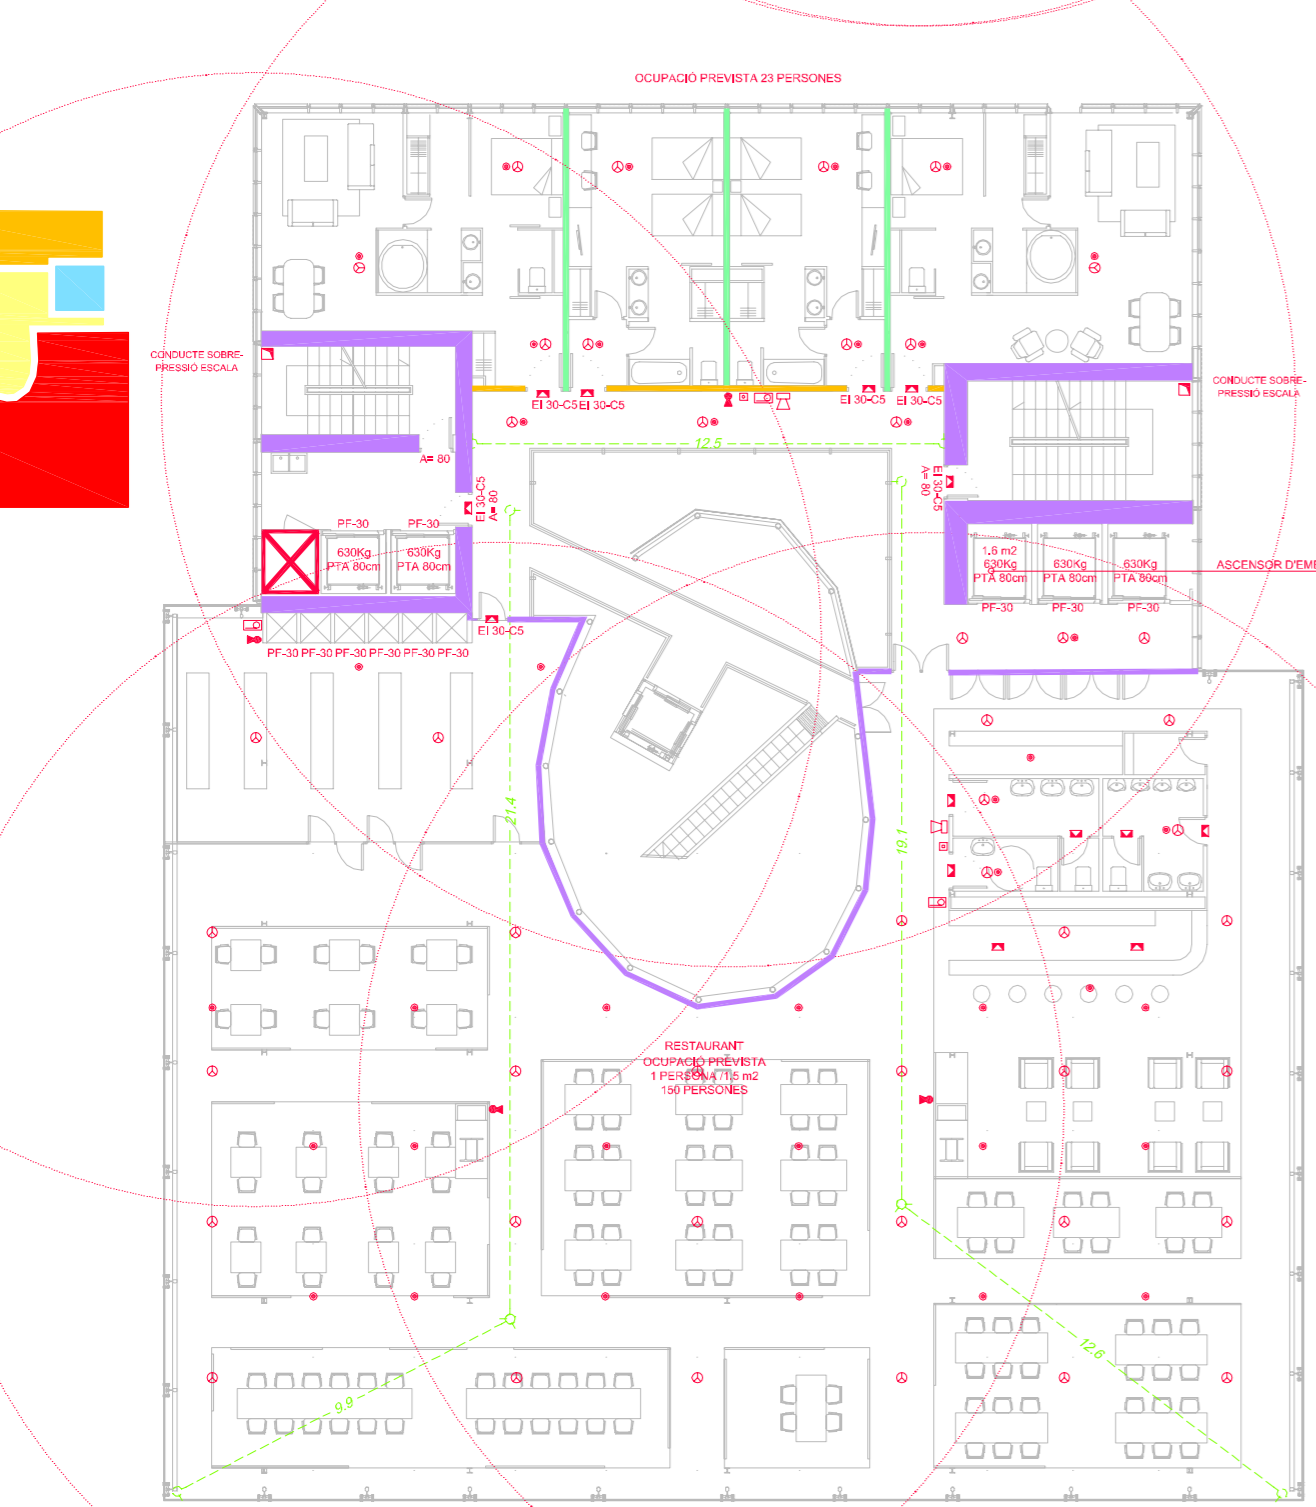 OCUPACIÓ PREVISTA 23 PERSONES
CONDUCTE SOBRE-
PRESSIÓ ESCALA
CONDUCTE SOBRE-
PRESSIÓ ESCALA
EI 30-C5
EI 30-C5
EI 30-C5
EI 30-C5
12.5
A= 80
EI 30-C5
A= 80
EI 30-C5
A= 80
PF-30
PF-30
630Kg
PTA 80cm
630Kg
PTA 80cm
1.6 m2
630Kg
PTA 80cm
630Kg
PTA 80cm
630Kg
PTA 80cm
ASCENSOR D'EME
PF-30
PF-30
PF-30
EI 30-C5
PF-30 PF-30 PF-30 PF-30 PF-30 PF-30
21.4
19.1
RESTAURANT
OCUPACIÓ PREVISTA
1 PERSONA /1,5 m2
150 PERSONES
12.6
9.9